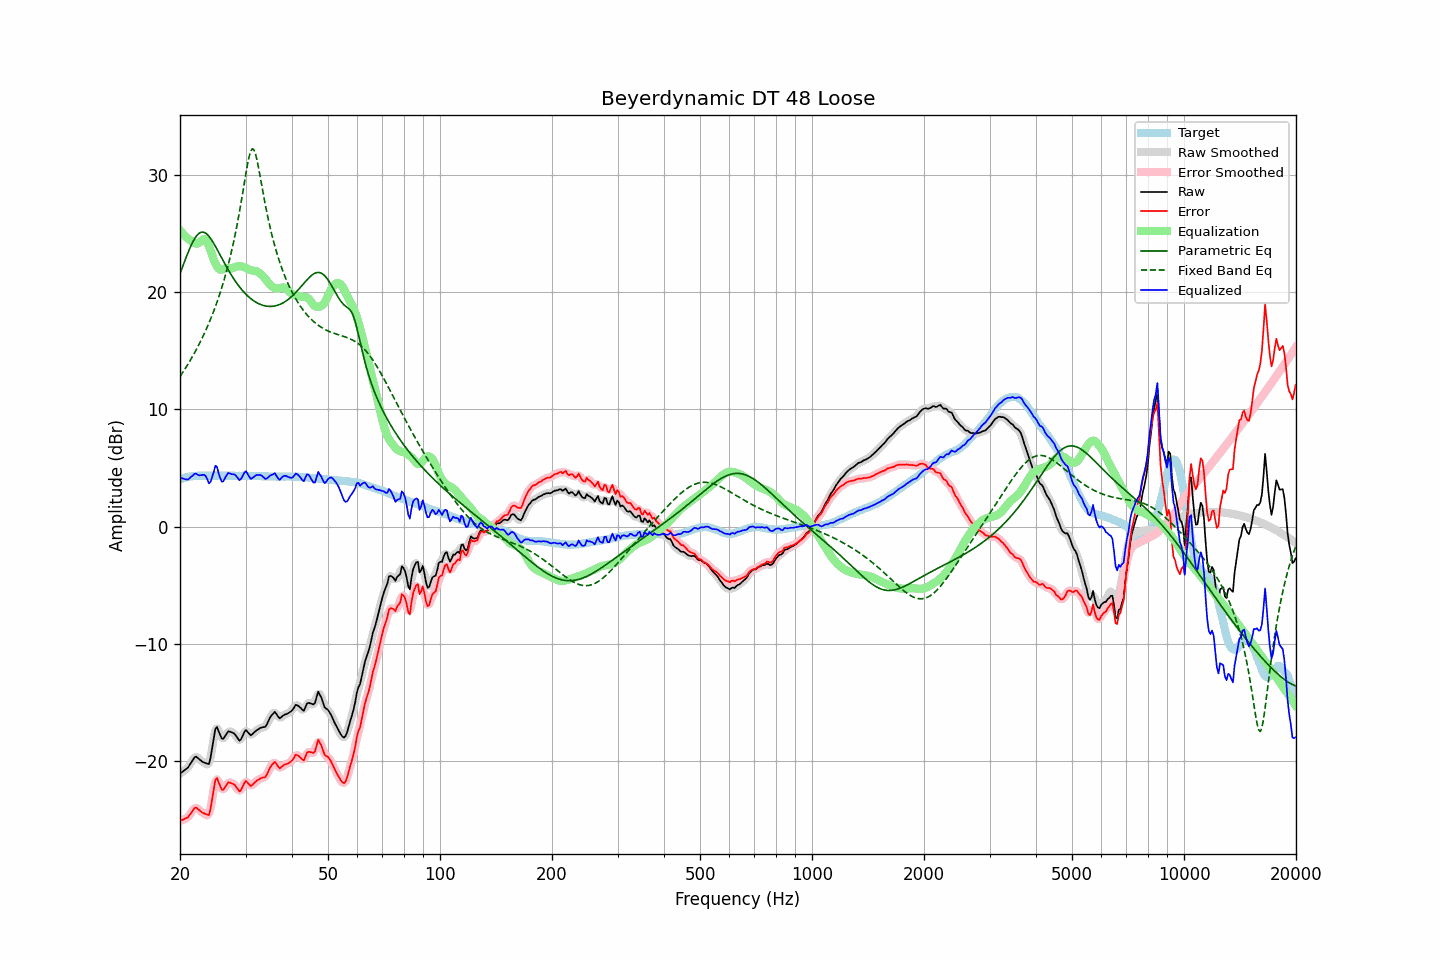 Beyerdynamic DT 48 Loose
Amplitude (dBr)
30
20
10
0
−10
−20
Target
Raw Smoothed
Error Smoothed
Raw
Error
Equalization
Parametric Eq
Fixed Band Eq
Equalized
20 50 100 200 500 1000 2000 5000 10000 20000
Frequency (Hz)